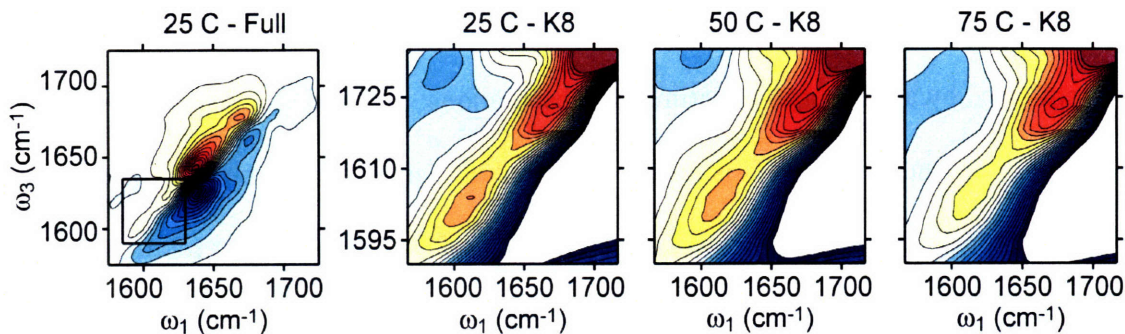 25 C - Full
25 C - K8
50 C - K8
75 C - K8
ω₃ (cm⁻¹)
1700
1650
1600
1600 1650 1700
ω₁ (cm⁻¹)
1725
1610
1595
1600 1650 1700
ω₁ (cm⁻¹)
1600 1650 1700
ω₁ (cm⁻¹)
1600 1650 1700
ω₁ (cm⁻¹)